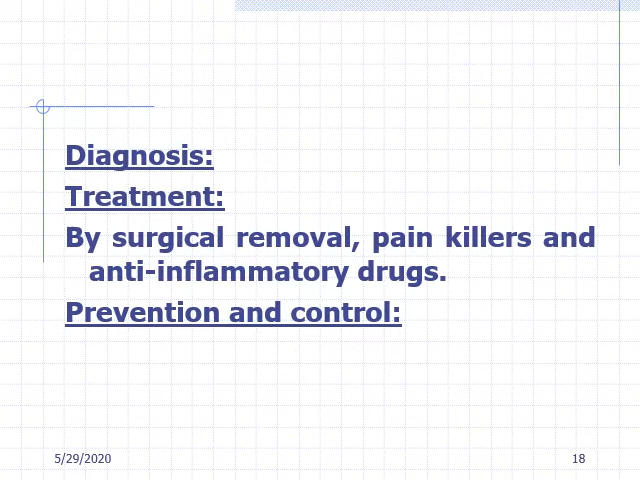 Diagnosis:
Treatment:
By surgical removal, pain killers and
anti-inflammatory drugs.
Prevention and control:
5/29/2020
18